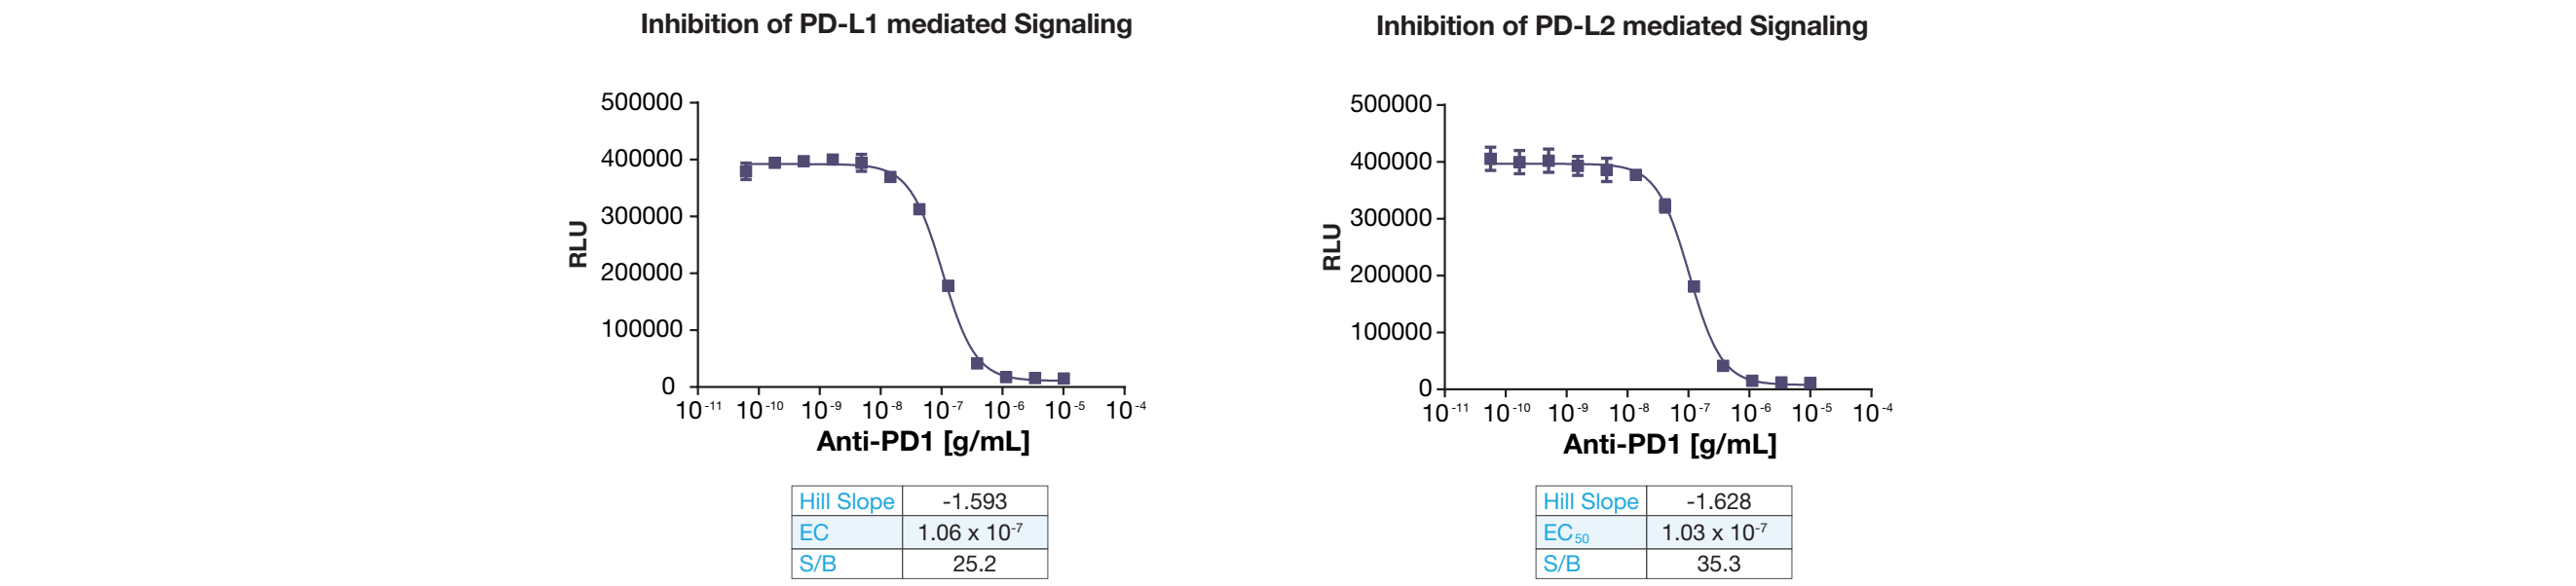 Inhibition of PD-L1 mediated Signaling
500000
400000
300000
200000
100000
0
RLU
10⁻¹¹ 10⁻¹⁰ 10⁻⁹ 10⁻⁸ 10⁻⁷ 10⁻⁶ 10⁻⁵ 10⁻⁴
Anti-PD1 [g/mL]
Hill Slope -1.593
EC 1.06 x 10⁻⁷
S/B 25.2
Inhibition of PD-L2 mediated Signaling
500000
400000
300000
200000
100000
0
RLU
10⁻¹¹ 10⁻¹⁰ 10⁻⁹ 10⁻⁸ 10⁻⁷ 10⁻⁶ 10⁻⁵ 10⁻⁴
Anti-PD1 [g/mL]
Hill Slope -1.628
EC₅₀ 1.03 x 10⁻⁷
S/B 35.3